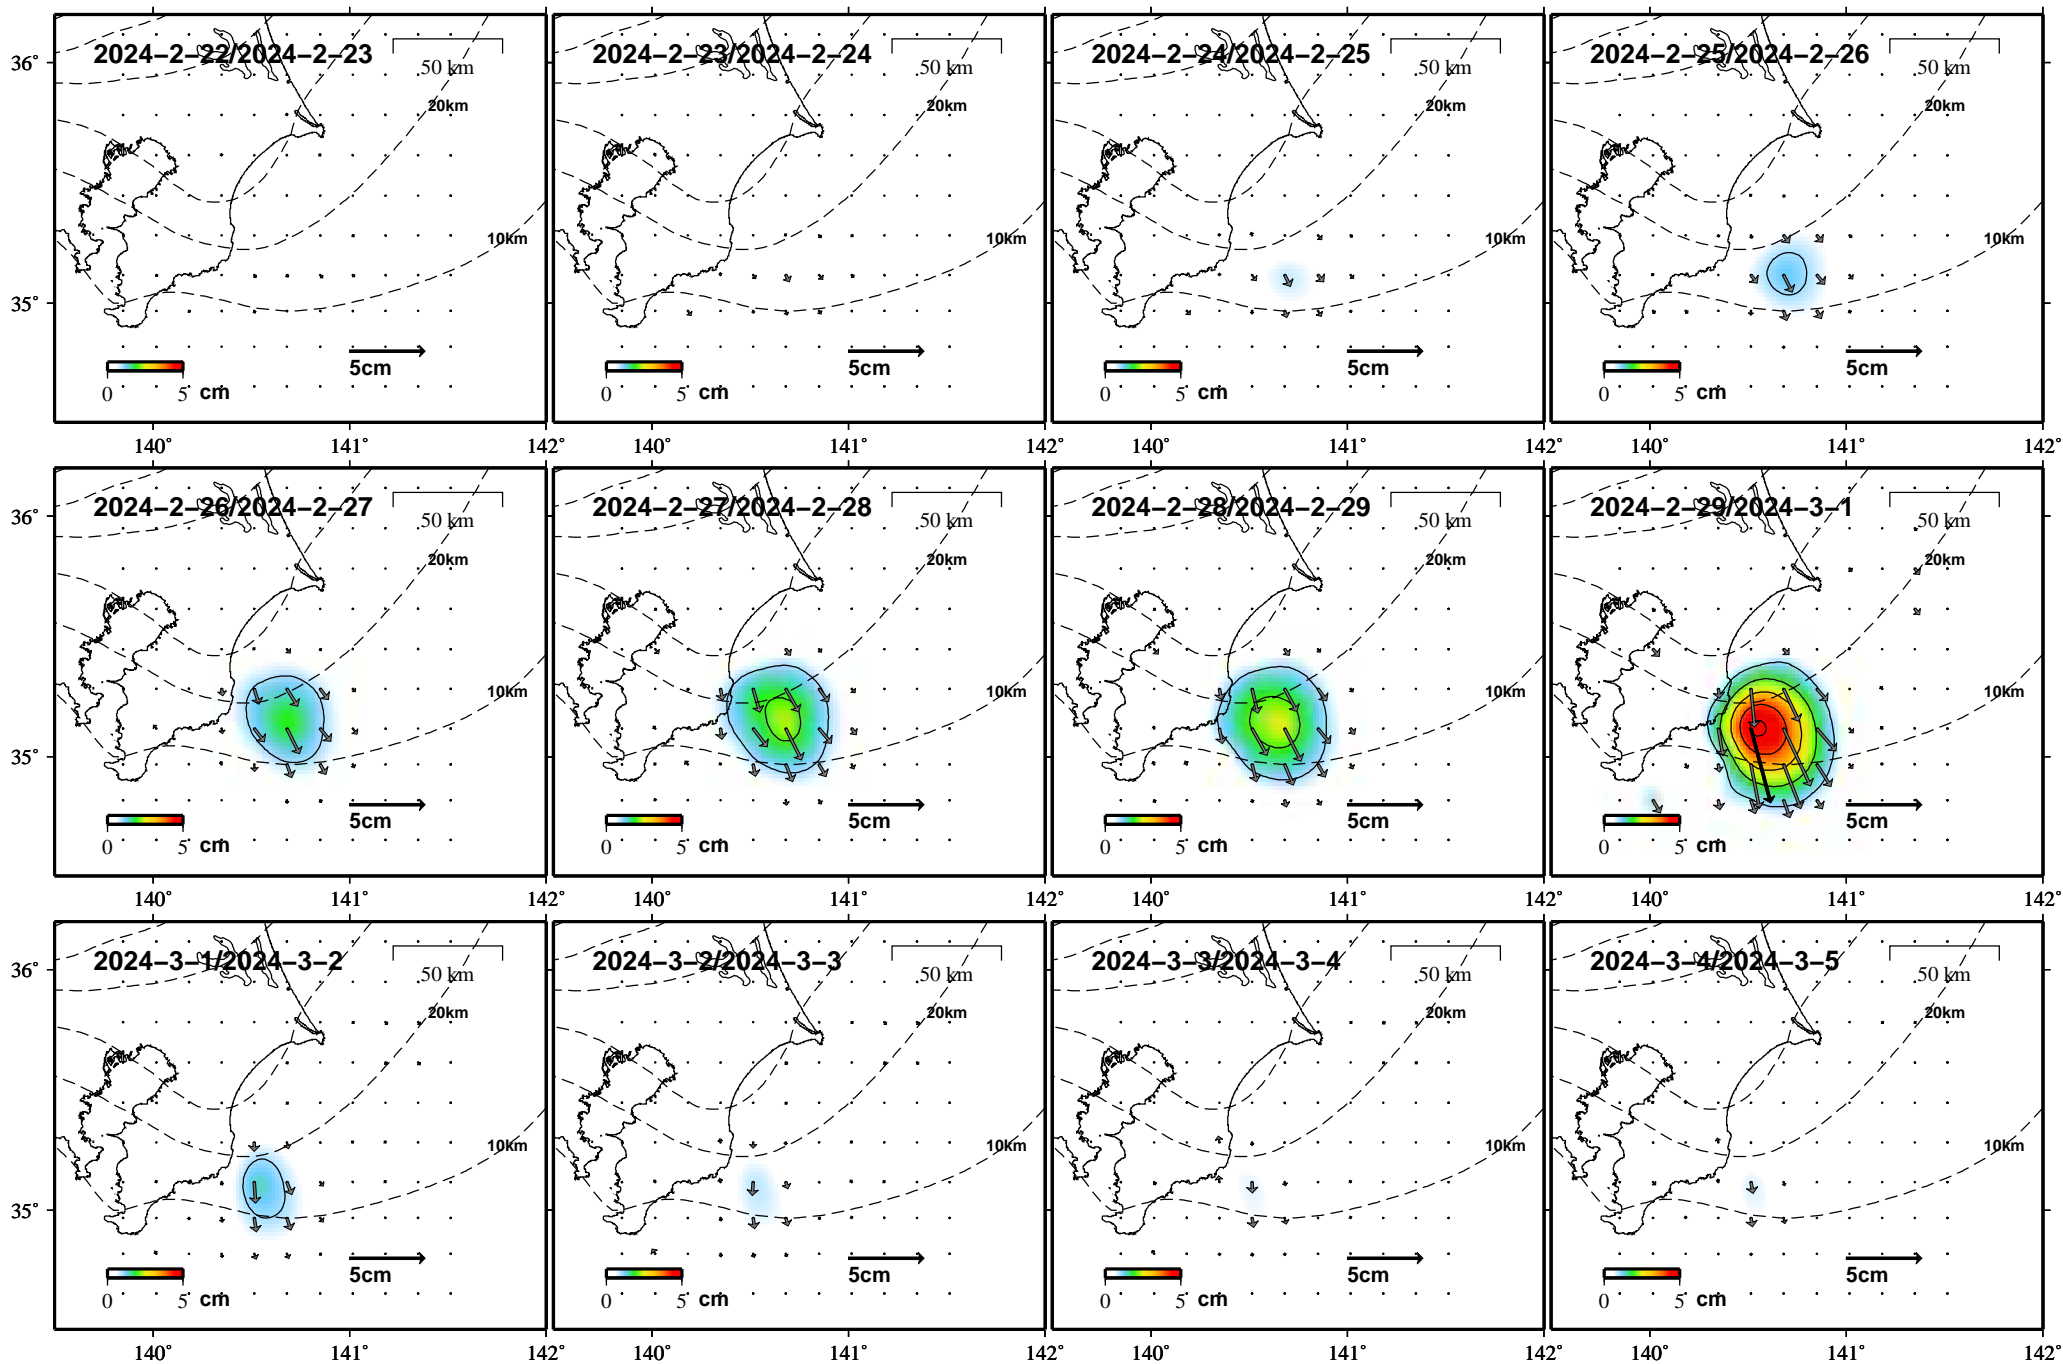 2024–2–22/2024–2–23
50 km
20km
10km
5cm
0 5 cm
36°
35°
140° 141° 142°
2024–2–23/2024–2–24
50 km
20km
10km
5cm
0 5 cm
140° 141° 142°
2024–2–24/2024–2–25
50 km
20km
10km
5cm
0 5 cm
140° 141° 142°
2024–2–25/2024–2–26
50 km
20km
10km
5cm
0 5 cm
140° 141° 142°
2024–2–26/2024–2–27
50 km
20km
10km
5cm
0 5 cm
36°
35°
140° 141° 142°
2024–2–27/2024–2–28
50 km
20km
10km
5cm
0 5 cm
140° 141° 142°
2024–2–28/2024–2–29
50 km
20km
10km
5cm
0 5 cm
140° 141° 142°
2024–2–29/2024–3–1
50 km
20km
10km
5cm
0 5 cm
140° 141° 142°
2024–3–1/2024–3–2
50 km
20km
10km
5cm
0 5 cm
36°
35°
140° 141° 142°
2024–3–2/2024–3–3
50 km
20km
10km
5cm
0 5 cm
140° 141° 142°
2024–3–3/2024–3–4
50 km
20km
10km
5cm
0 5 cm
140° 141° 142°
2024–3–4/2024–3–5
50 km
20km
10km
5cm
0 5 cm
140° 141° 142°